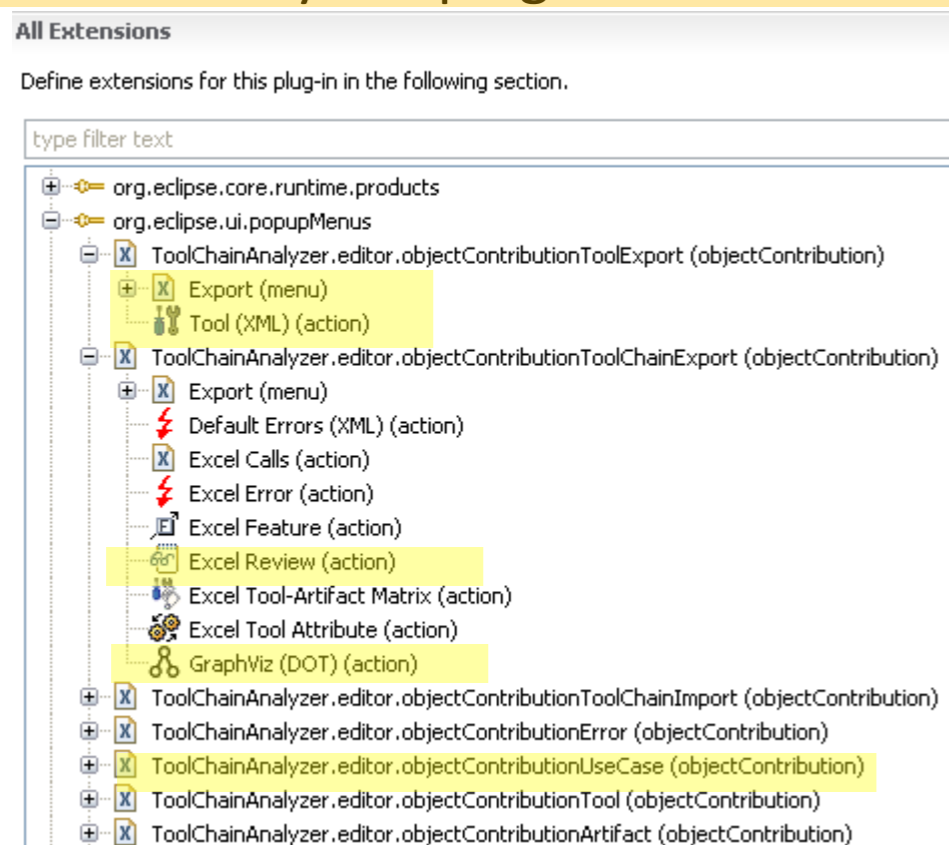 All Extensions
Define extensions for this plug-in in the following section.
type filter text
org.eclipse.core.runtime.products
org.eclipse.ui.popupMenus
ToolChainAnalyzer.editor.objectContributionToolExport (objectContribution)
Export (menu)
Tool (XML) (action)
ToolChainAnalyzer.editor.objectContributionToolChainExport (objectContribution)
Export (menu)
Default Errors (XML) (action)
Excel Calls (action)
Excel Error (action)
Excel Feature (action)
Excel Review (action)
Excel Tool-Artifact Matrix (action)
Excel Tool Attribute (action)
GraphViz (DOT) (action)
ToolChainAnalyzer.editor.objectContributionToolChainImport (objectContribution)
ToolChainAnalyzer.editor.objectContributionError (objectContribution)
ToolChainAnalyzer.editor.objectContributionUseCase (objectContribution)
ToolChainAnalyzer.editor.objectContributionTool (objectContribution)
ToolChainAnalyzer.editor.objectContributionArtifact (objectContribution)